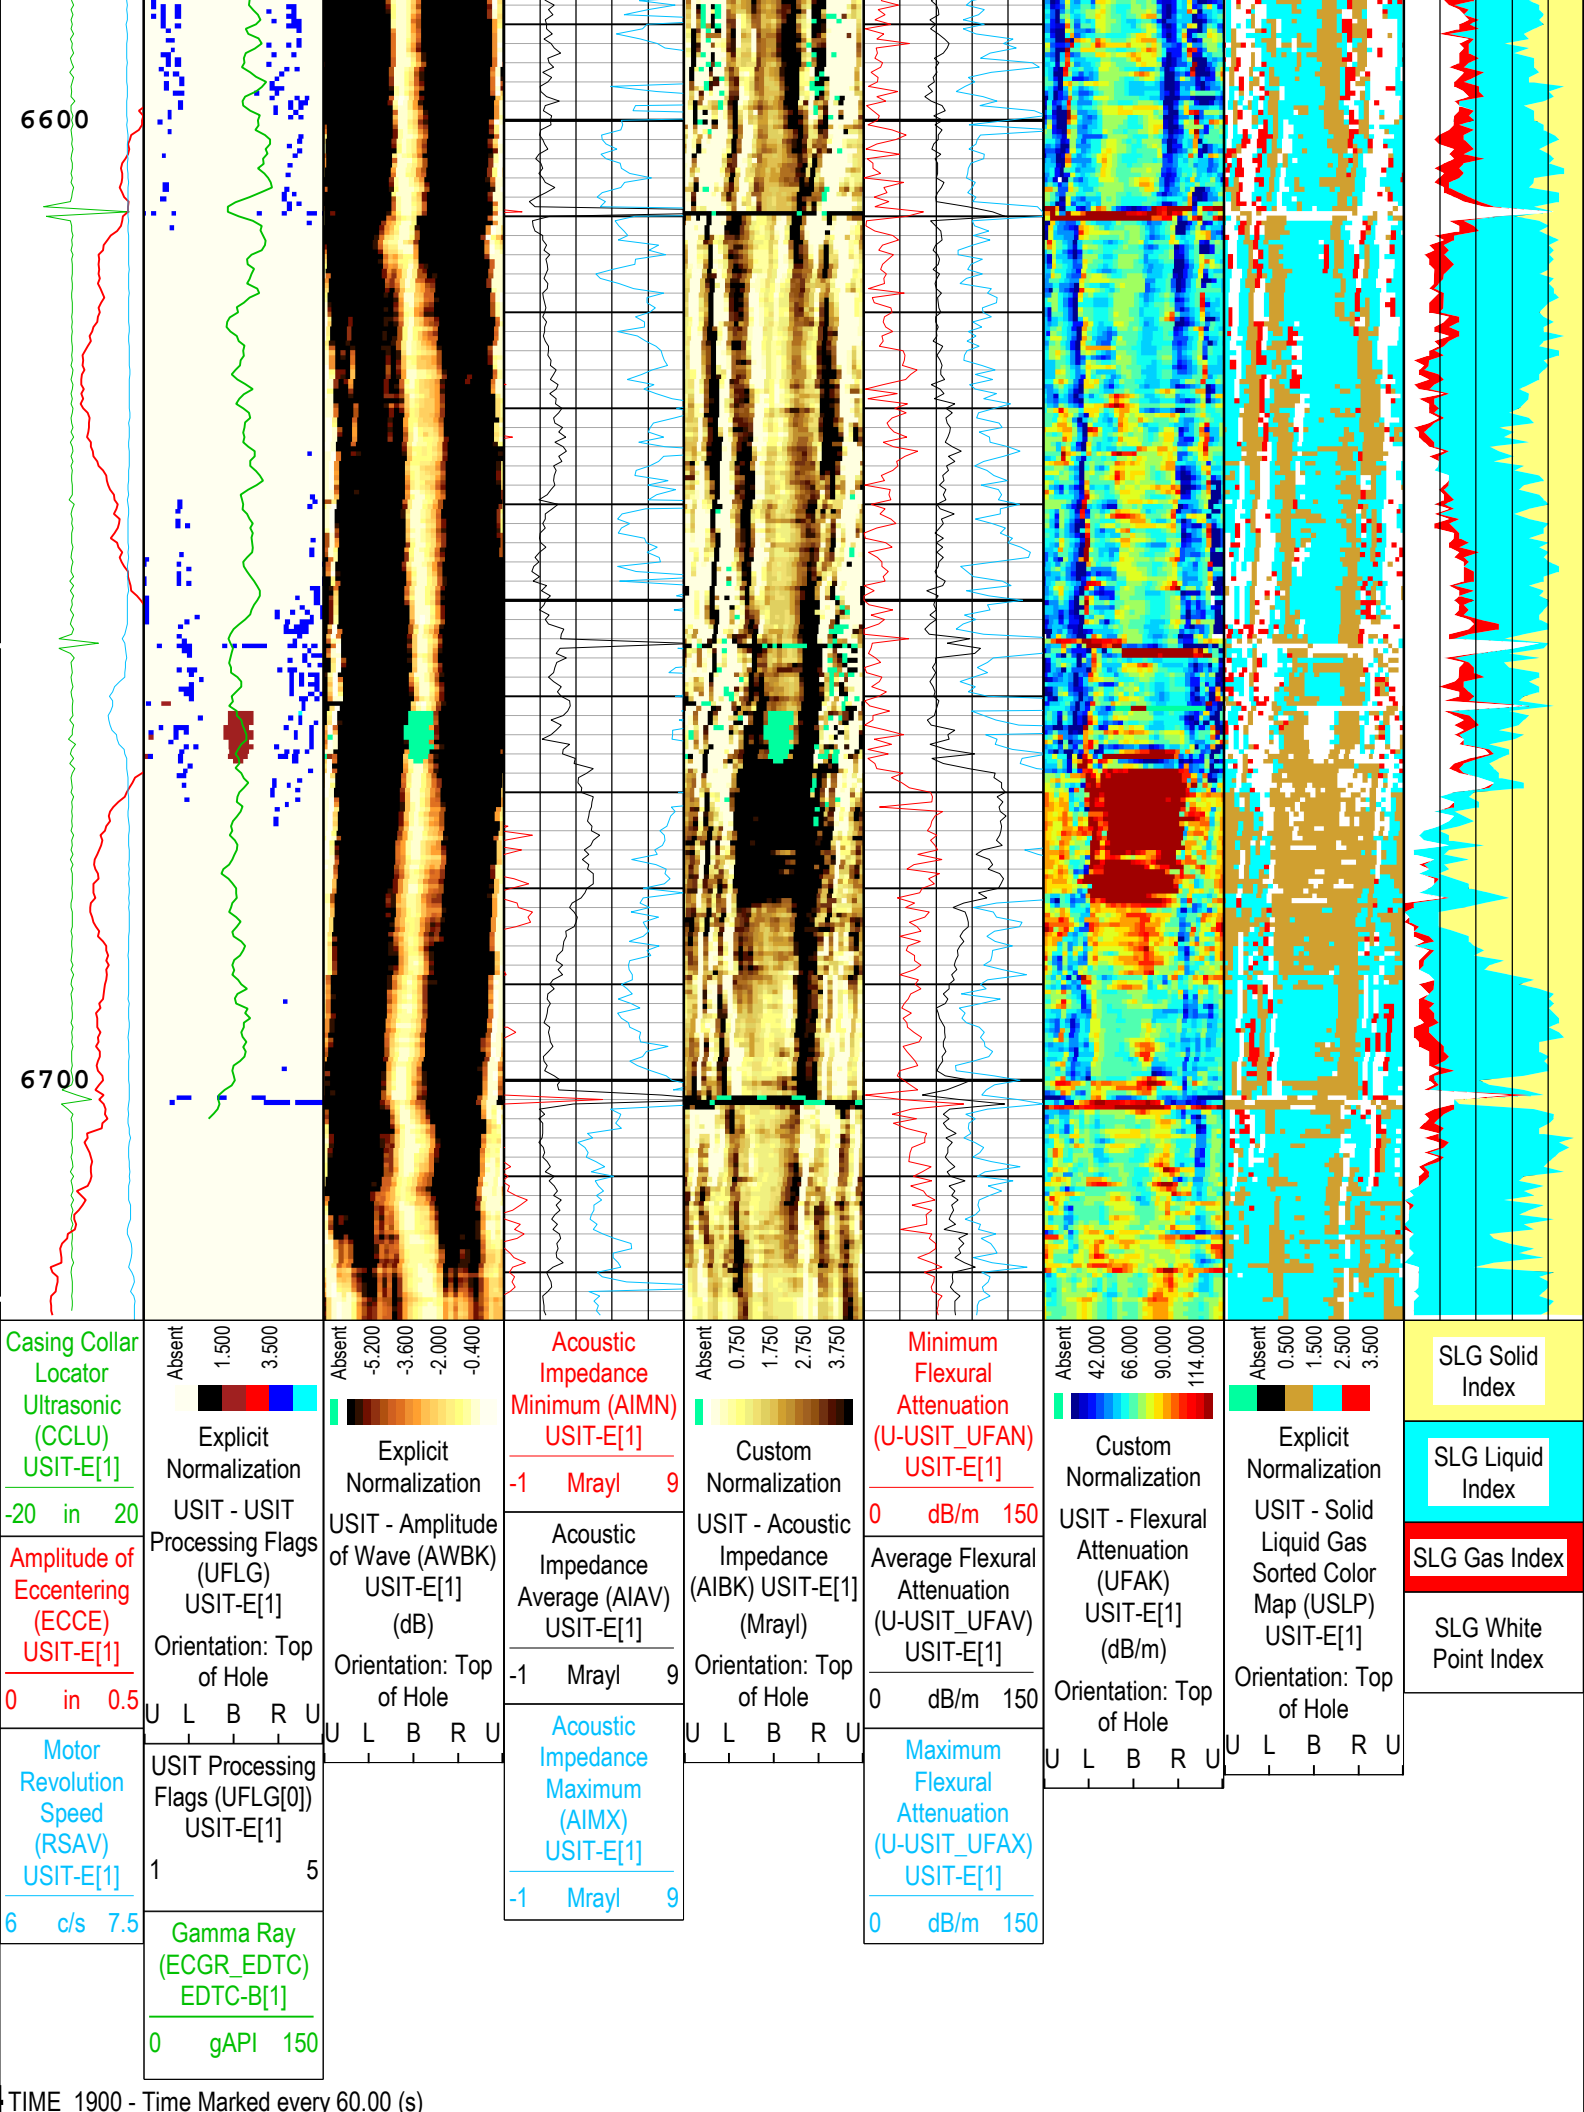 6600
6700
Casing Collar
Locator
Ultrasonic
(CCLU)
USIT-E[1]
-20 in 20
Amplitude of
Eccentering
(ECCE)
USIT-E[1]
0 in 0.5
Motor
Revolution
Speed
(RSAV)
USIT-E[1]
6 c/s 7.5
Absent 1.500 3.500
Explicit
Normalization
USIT - USIT
Processing Flags
(UFLG)
USIT-E[1]
Orientation: Top
of Hole
U L B R U
USIT Processing
Flags (UFLG[0])
USIT-E[1]
1 5
Gamma Ray
(ECGR_EDTC)
EDTC-B[1]
0 gAPI 150
Absent -5.200 -3.600 -2.000 -0.400
Explicit
Normalization
USIT - Amplitude
of Wave (AWBK)
USIT-E[1]
(dB)
Orientation: Top
of Hole
U L B R U
Acoustic
Impedance
Minimum (AIMN)
USIT-E[1]
-1 Mrayl 9
Acoustic
Impedance
Average (AIAV)
USIT-E[1]
-1 Mrayl 9
Acoustic
Impedance
Maximum
(AIMX)
USIT-E[1]
-1 Mrayl 9
Absent 0.750 1.750 2.750 3.750
Custom
Normalization
USIT - Acoustic
Impedance
(AIBK) USIT-E[1]
(Mrayl)
Orientation: Top
of Hole
U L B R U
Minimum
Flexural
Attenuation
(U-USIT_UFAN)
USIT-E[1]
0 dB/m 150
Average Flexural
Attenuation
(U-USIT_UFAV)
USIT-E[1]
0 dB/m 150
Maximum
Flexural
Attenuation
(U-USIT_UFAX)
USIT-E[1]
0 dB/m 150
Absent 42.000 66.000 90.000 114.000
Custom
Normalization
USIT - Flexural
Attenuation
(UFAK)
USIT-E[1]
(dB/m)
Orientation: Top
of Hole
U L B R U
Absent 0.500 1.500 2.500 3.500
Explicit
Normalization
USIT - Solid
Liquid Gas
Sorted Color
Map (USLP)
USIT-E[1]
Orientation: Top
of Hole
U L B R U
SLG Solid
Index
SLG Liquid
Index
SLG Gas Index
SLG White
Point Index
TIME 1900 - Time Marked every 60.00 (s)